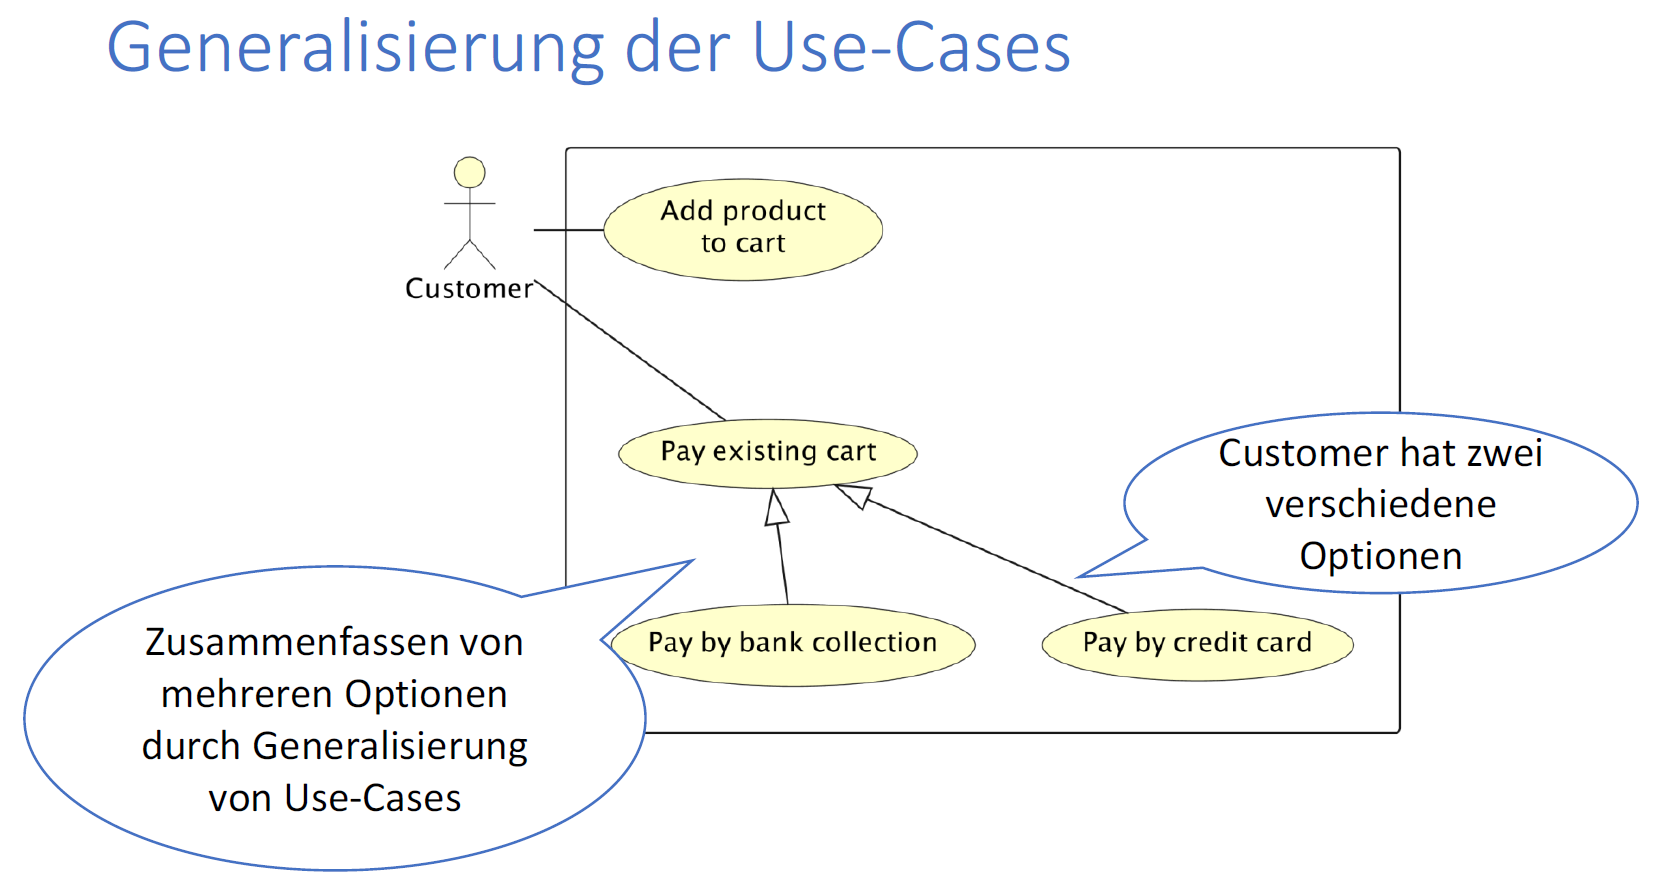 Generalisierung der Use-Cases
Add product
to cart
Customer
Pay existing cart
Customer hat zwei
verschiedene
Optionen
Pay by bank collection
Pay by credit card
Zusammenfassen von
mehreren Optionen
durch Generalisierung
von Use-Cases